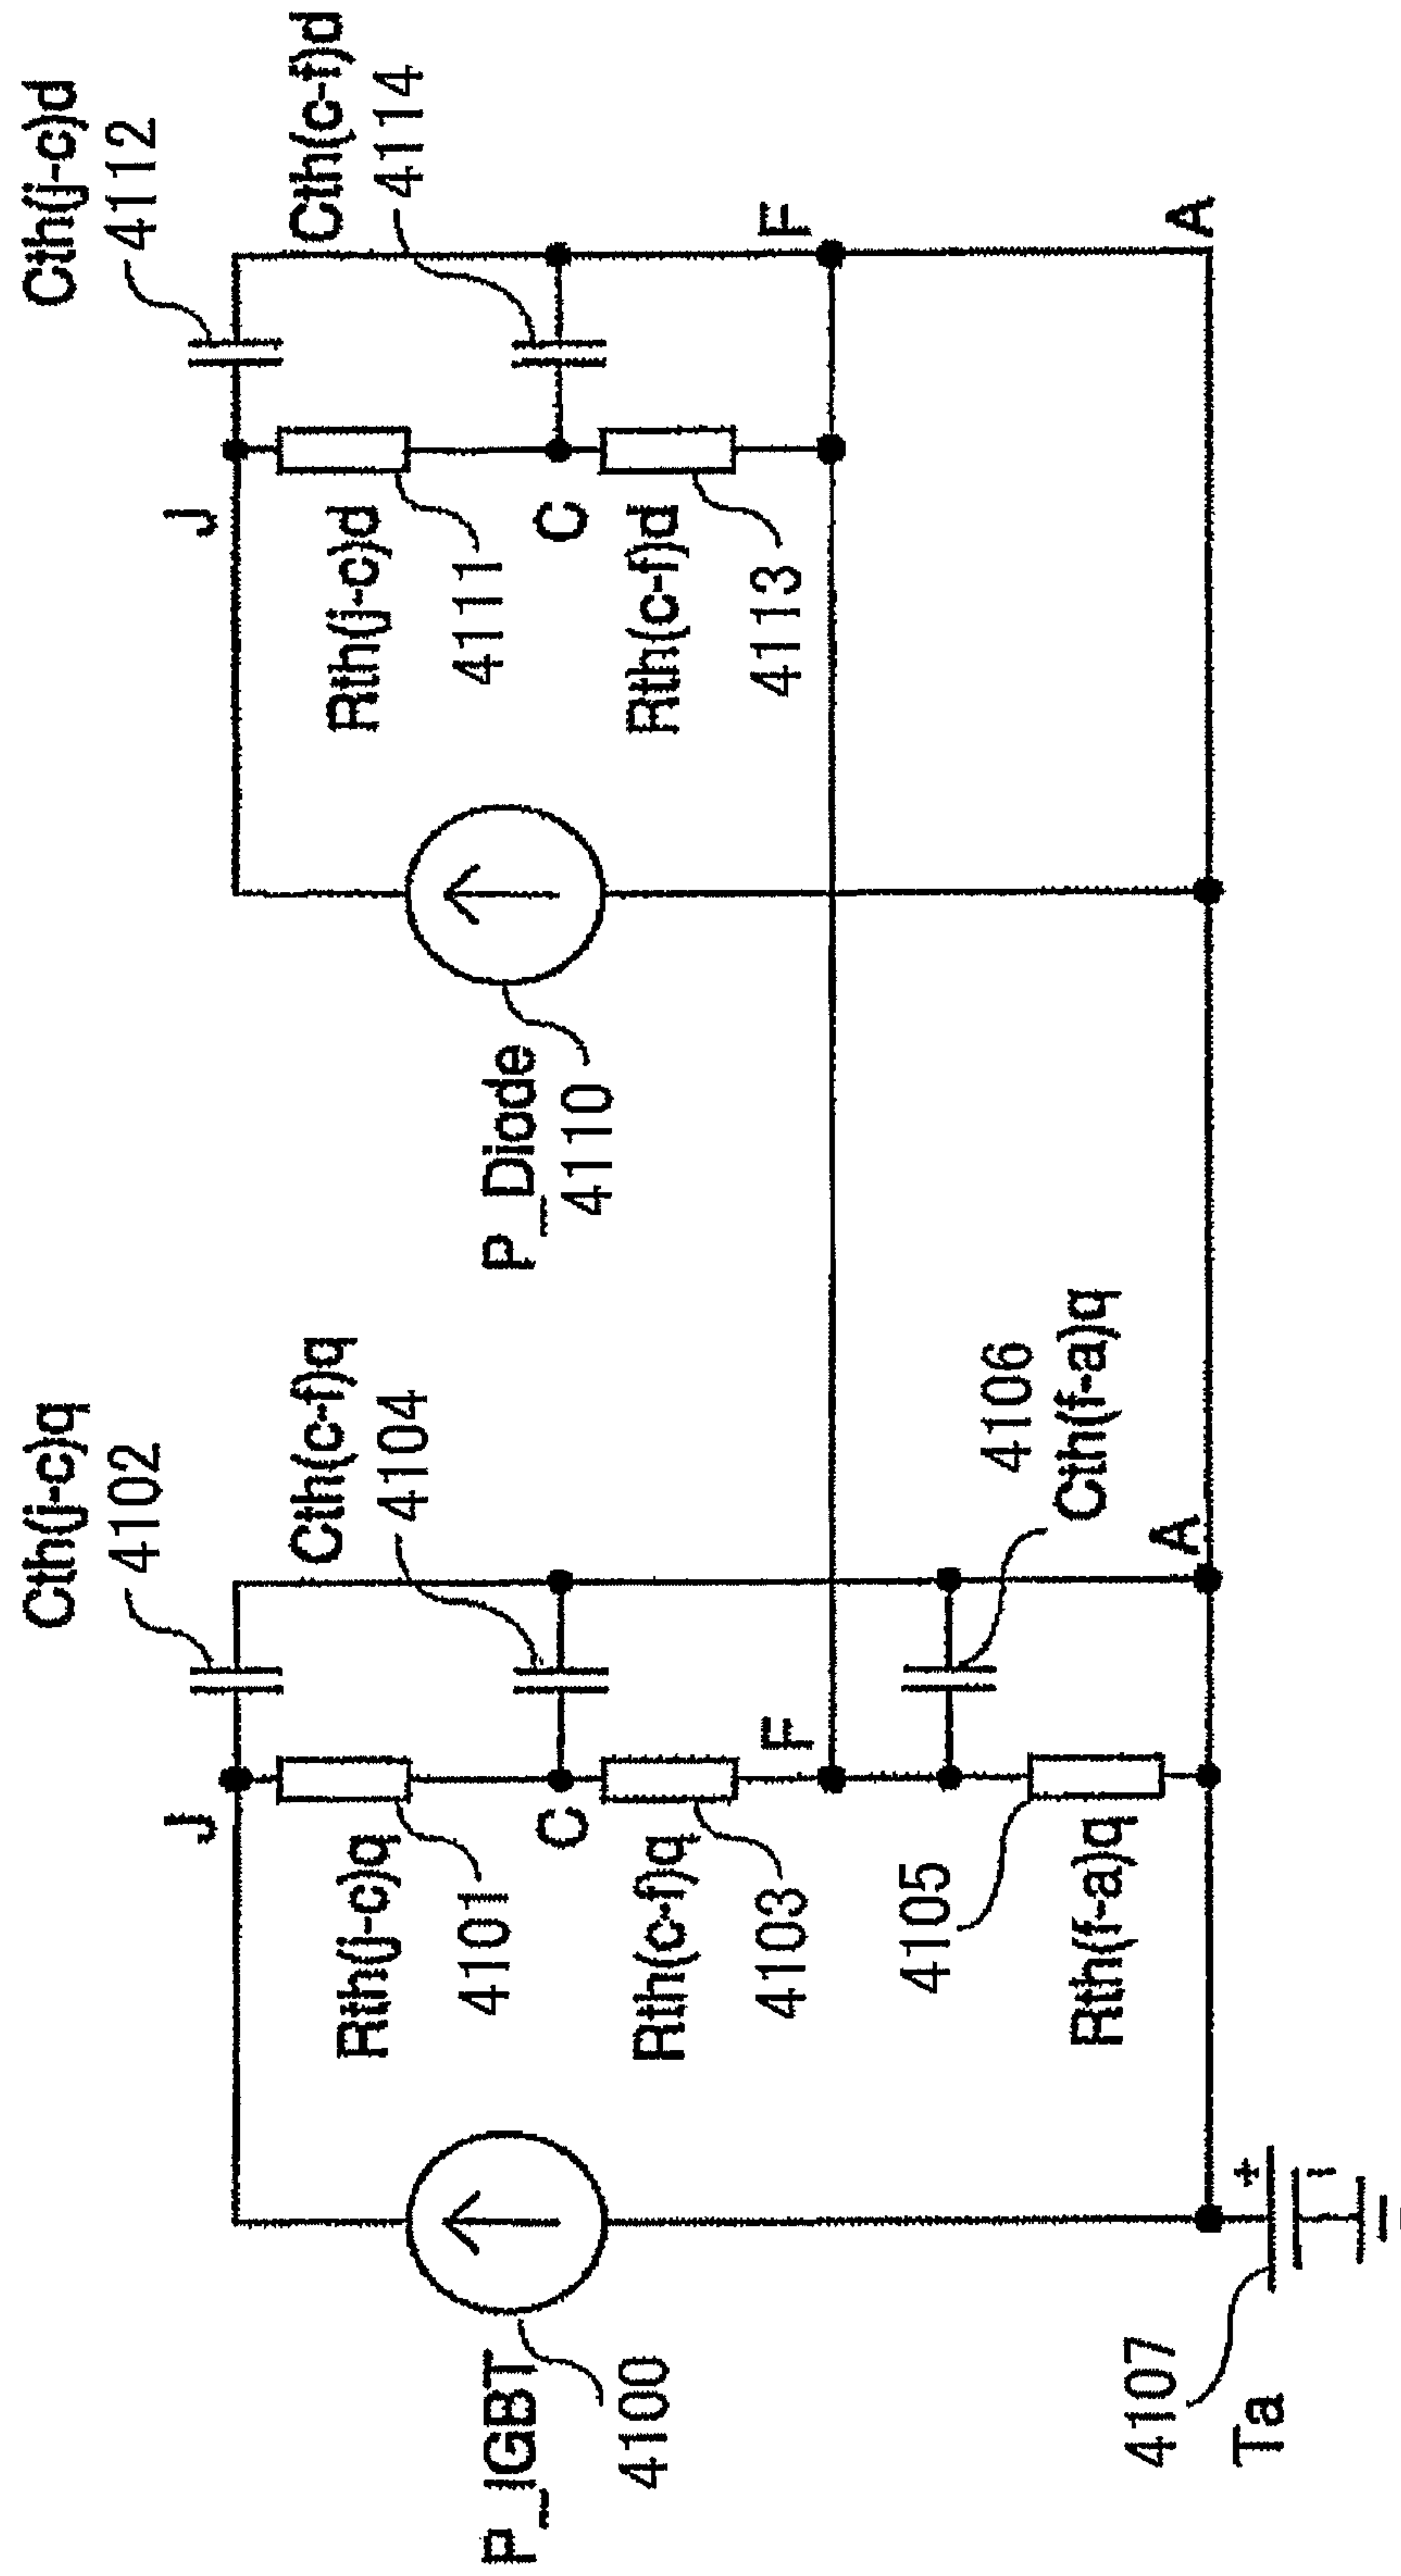 Cth(j-c)q
4102
Cth(c-f)q
4104
J
Rth(j-c)q
4101
C
Rth(c-f)q
4103
F
P_IGBT
4100
4105
Rth(f-a)q
4106
Cth(f-a)q
A
4107
Ta
+
-
Cth(j-c)d
4112
Cth(c-f)d
4114
J
Rth(j-c)d
4111
C
Rth(c-f)d
4113
F
P_Diode
4110
A